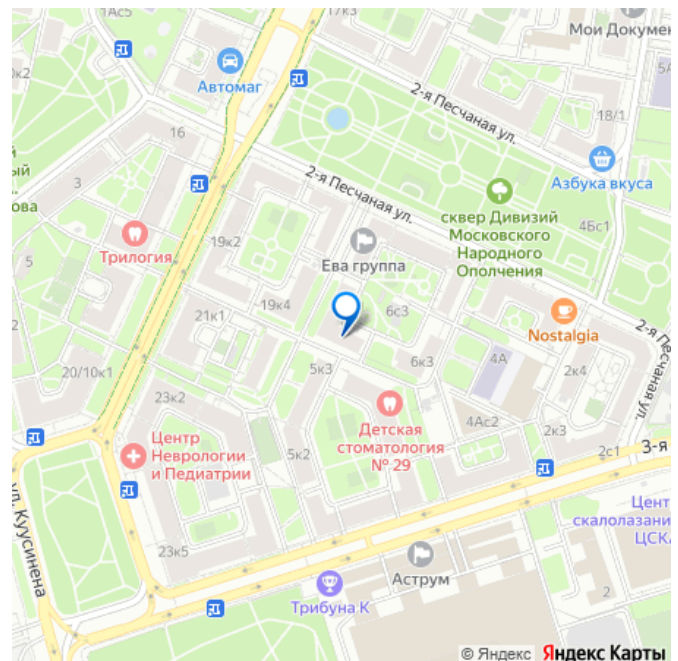 1Ас5
17к3
Мои Докумен
10к2
Автомаг
5А
2-я Песчаная ул.
18/1
16
Азбука вкуса
ый
3
2-я Песчаная ул.
ова
сквер Дивизий
Московского
Народного
Ополчения
4Бс1
5
Трилогия
19к2
Ева группа
19к4
6с3
21к1
Nostalgia
2-я Песчаная ул.
5к3
6к3
4А
2к4
20/10к1
23к2
Детская
стоматология
№ 29
4Ас2
2к3
Центр
Неврологии
и Педиатрии
5к2
2с1
3-я
ул. Куусинена
Цент
скалолазани
ЦСКА
23к5
Аструм
Трибуна.К
© Яндекс Яндекс Карты